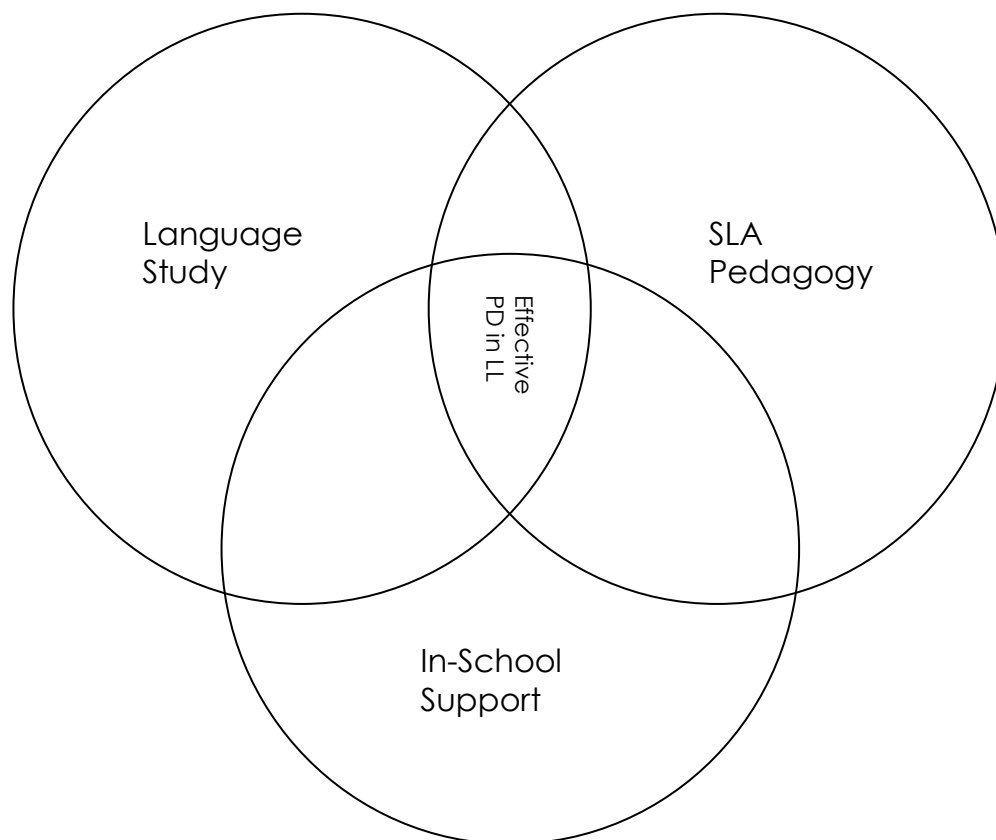 Language
Study
SLA
Pedagogy
Effective
PD in LL
In-School
Support